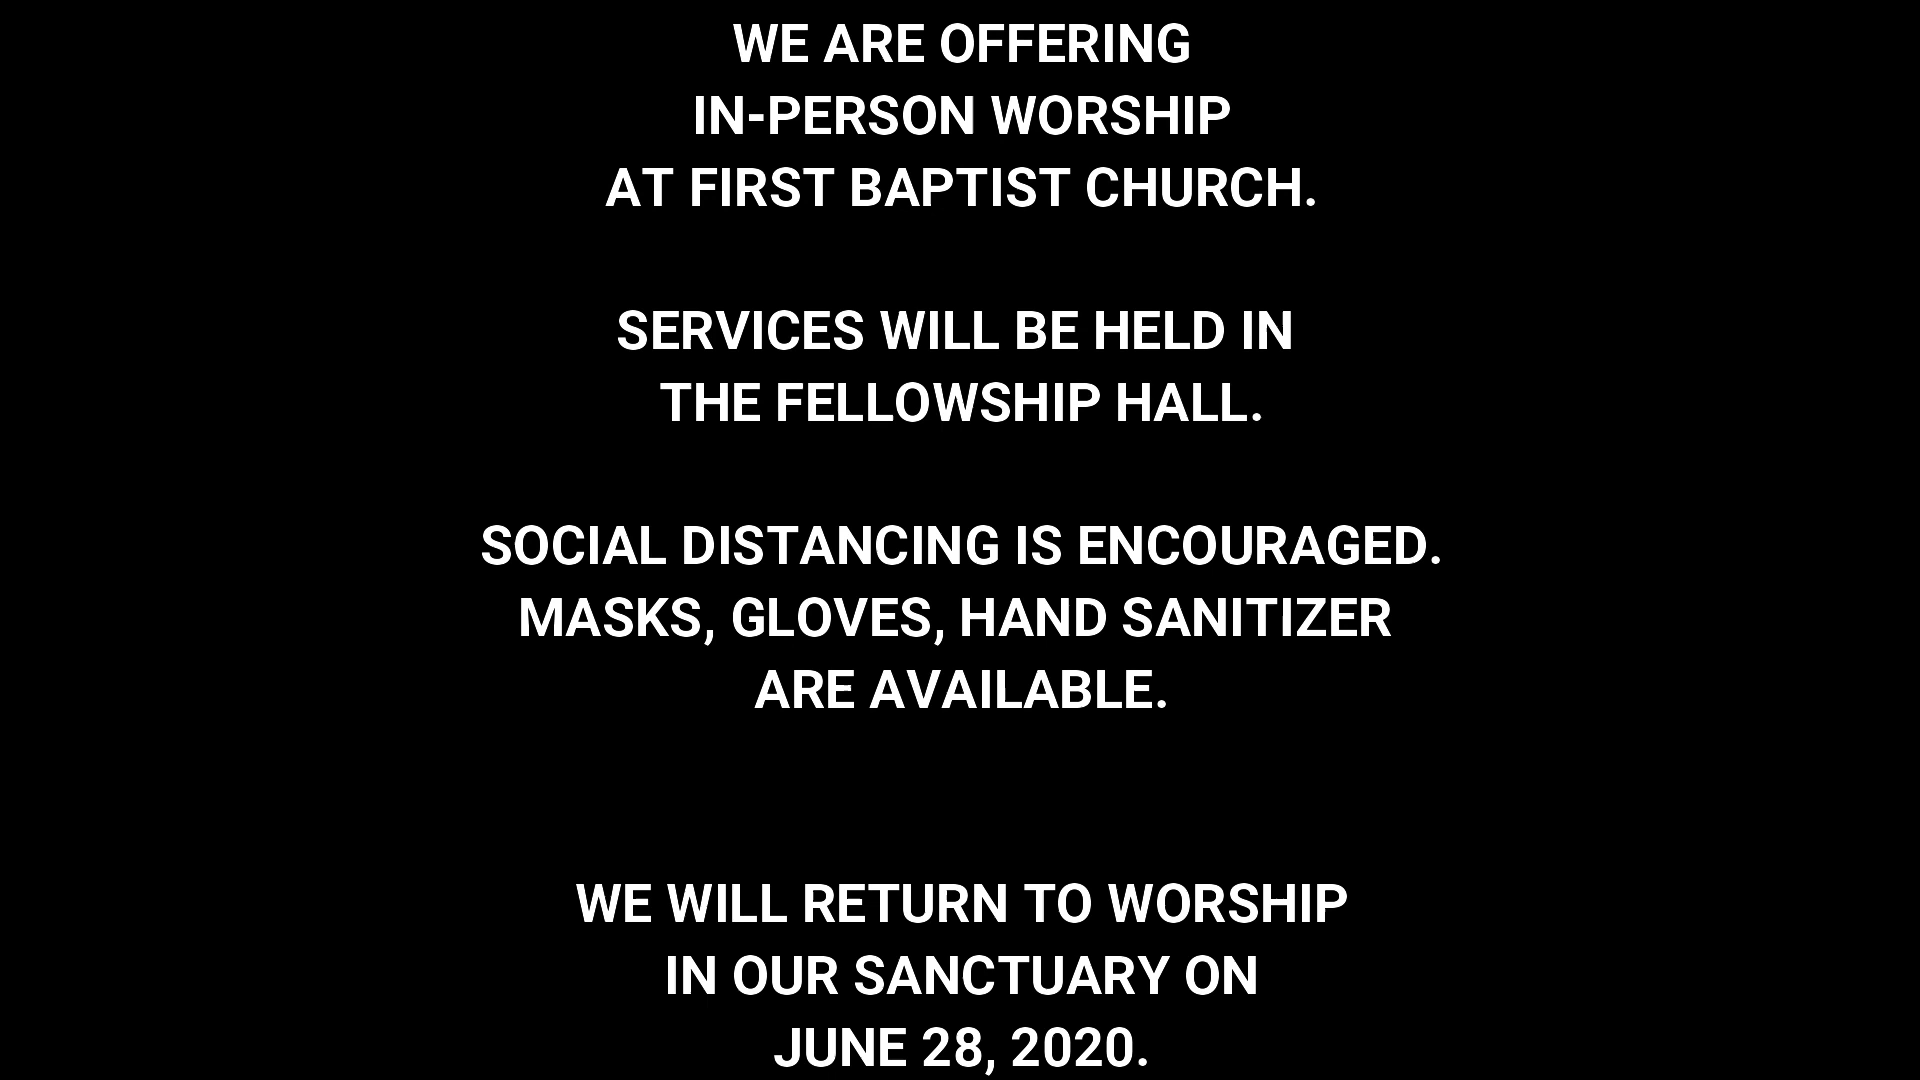 WE ARE OFFERING
IN-PERSON WORSHIP
AT FIRST BAPTIST CHURCH.
SERVICES WILL BE HELD IN
THE FELLOWSHIP HALL.
SOCIAL DISTANCING IS ENCOURAGED.
MASKS, GLOVES, HAND SANITIZER
ARE AVAILABLE.
WE WILL RETURN TO WORSHIP
IN OUR SANCTUARY ON
JUNE 28, 2020.